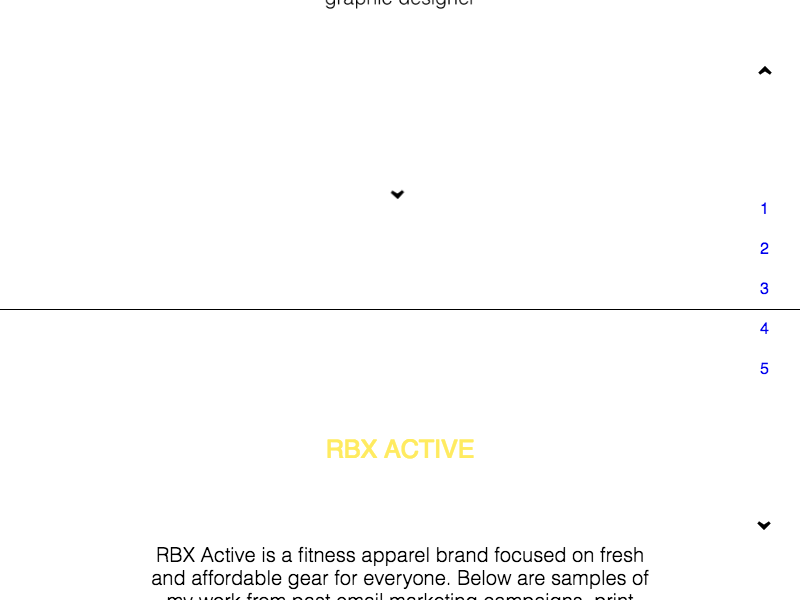 graphic designer
1
2
3
4
5
RBX ACTIVE
RBX Active is a fitness apparel brand focused on fresh
and affordable gear for everyone. Below are samples of
my work from past email marketing campaigns, print